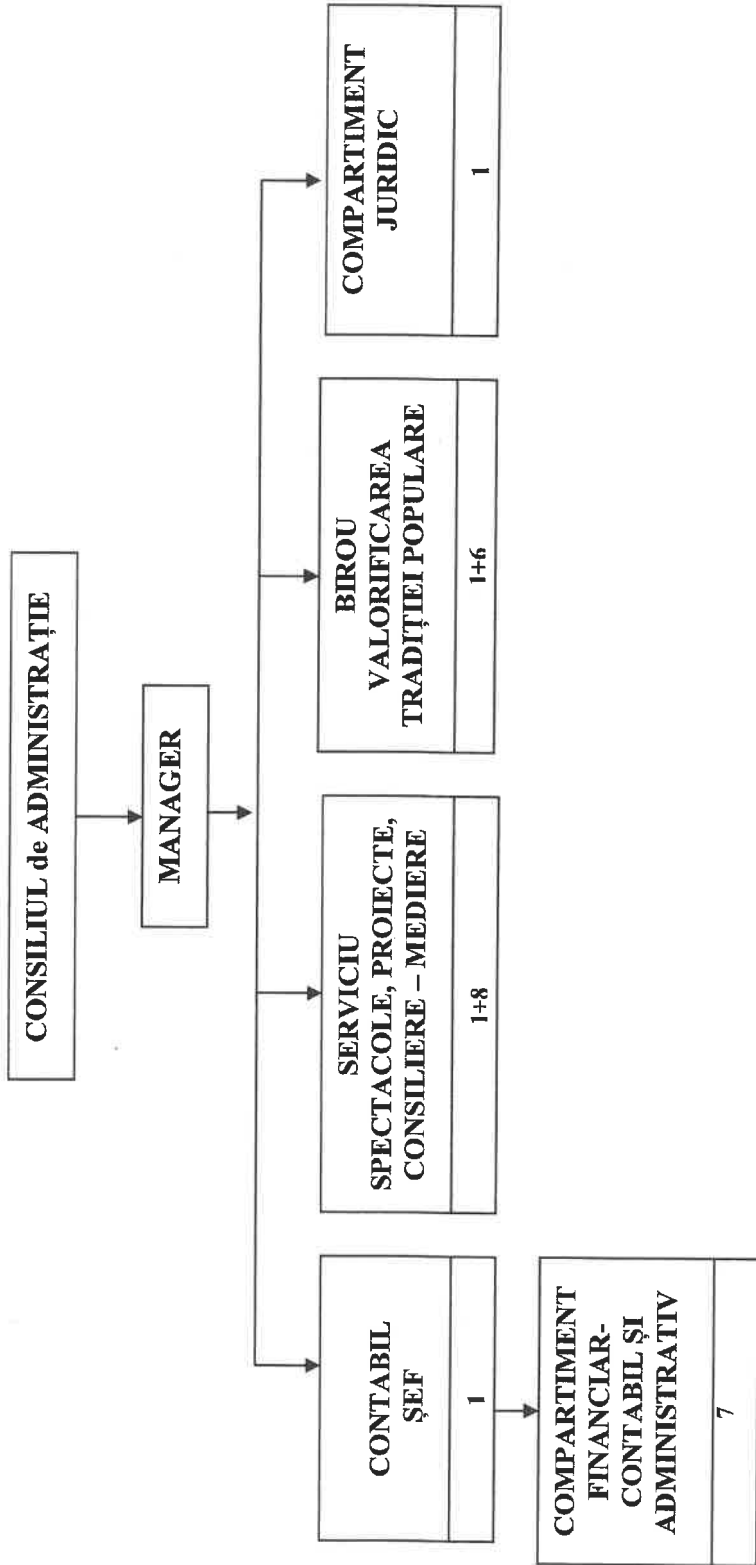 CONSILIUL de ADMINISTRAȚIE
MANAGER
CONTABIL
ȘEF
1
SERVICIU
SPECTACOLE, PROIECTE,
CONSILIERE – MEDIERE
1+8
BIROU
VALORIFICAREA
TRADIȚIEI POPULARE
1+6
COMPARTIMENT
JURIDIC
1
COMPARTIMENT
FINANCIAR-
CONTABIL ȘI
ADMINISTRATIV
7